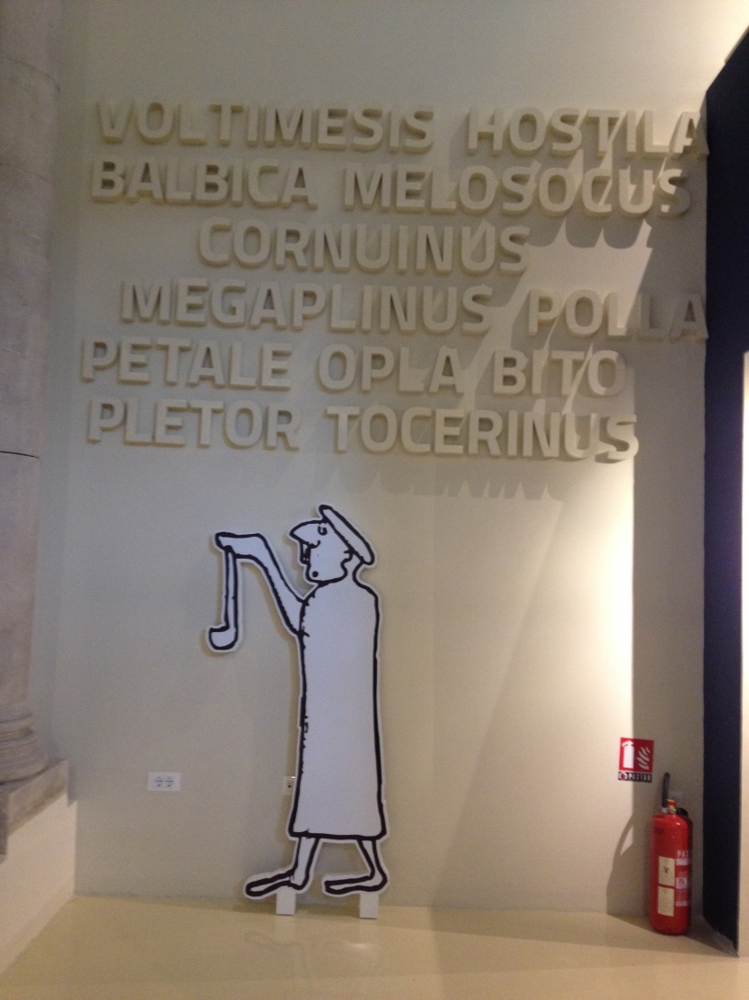 VOLTIMESIS HOSTILA
BALBICA MELOSOCUS
CORNUINUS
MEGAPLINUS POLLA
PETALE OPLA BITO
PLETOR TOCERINUS